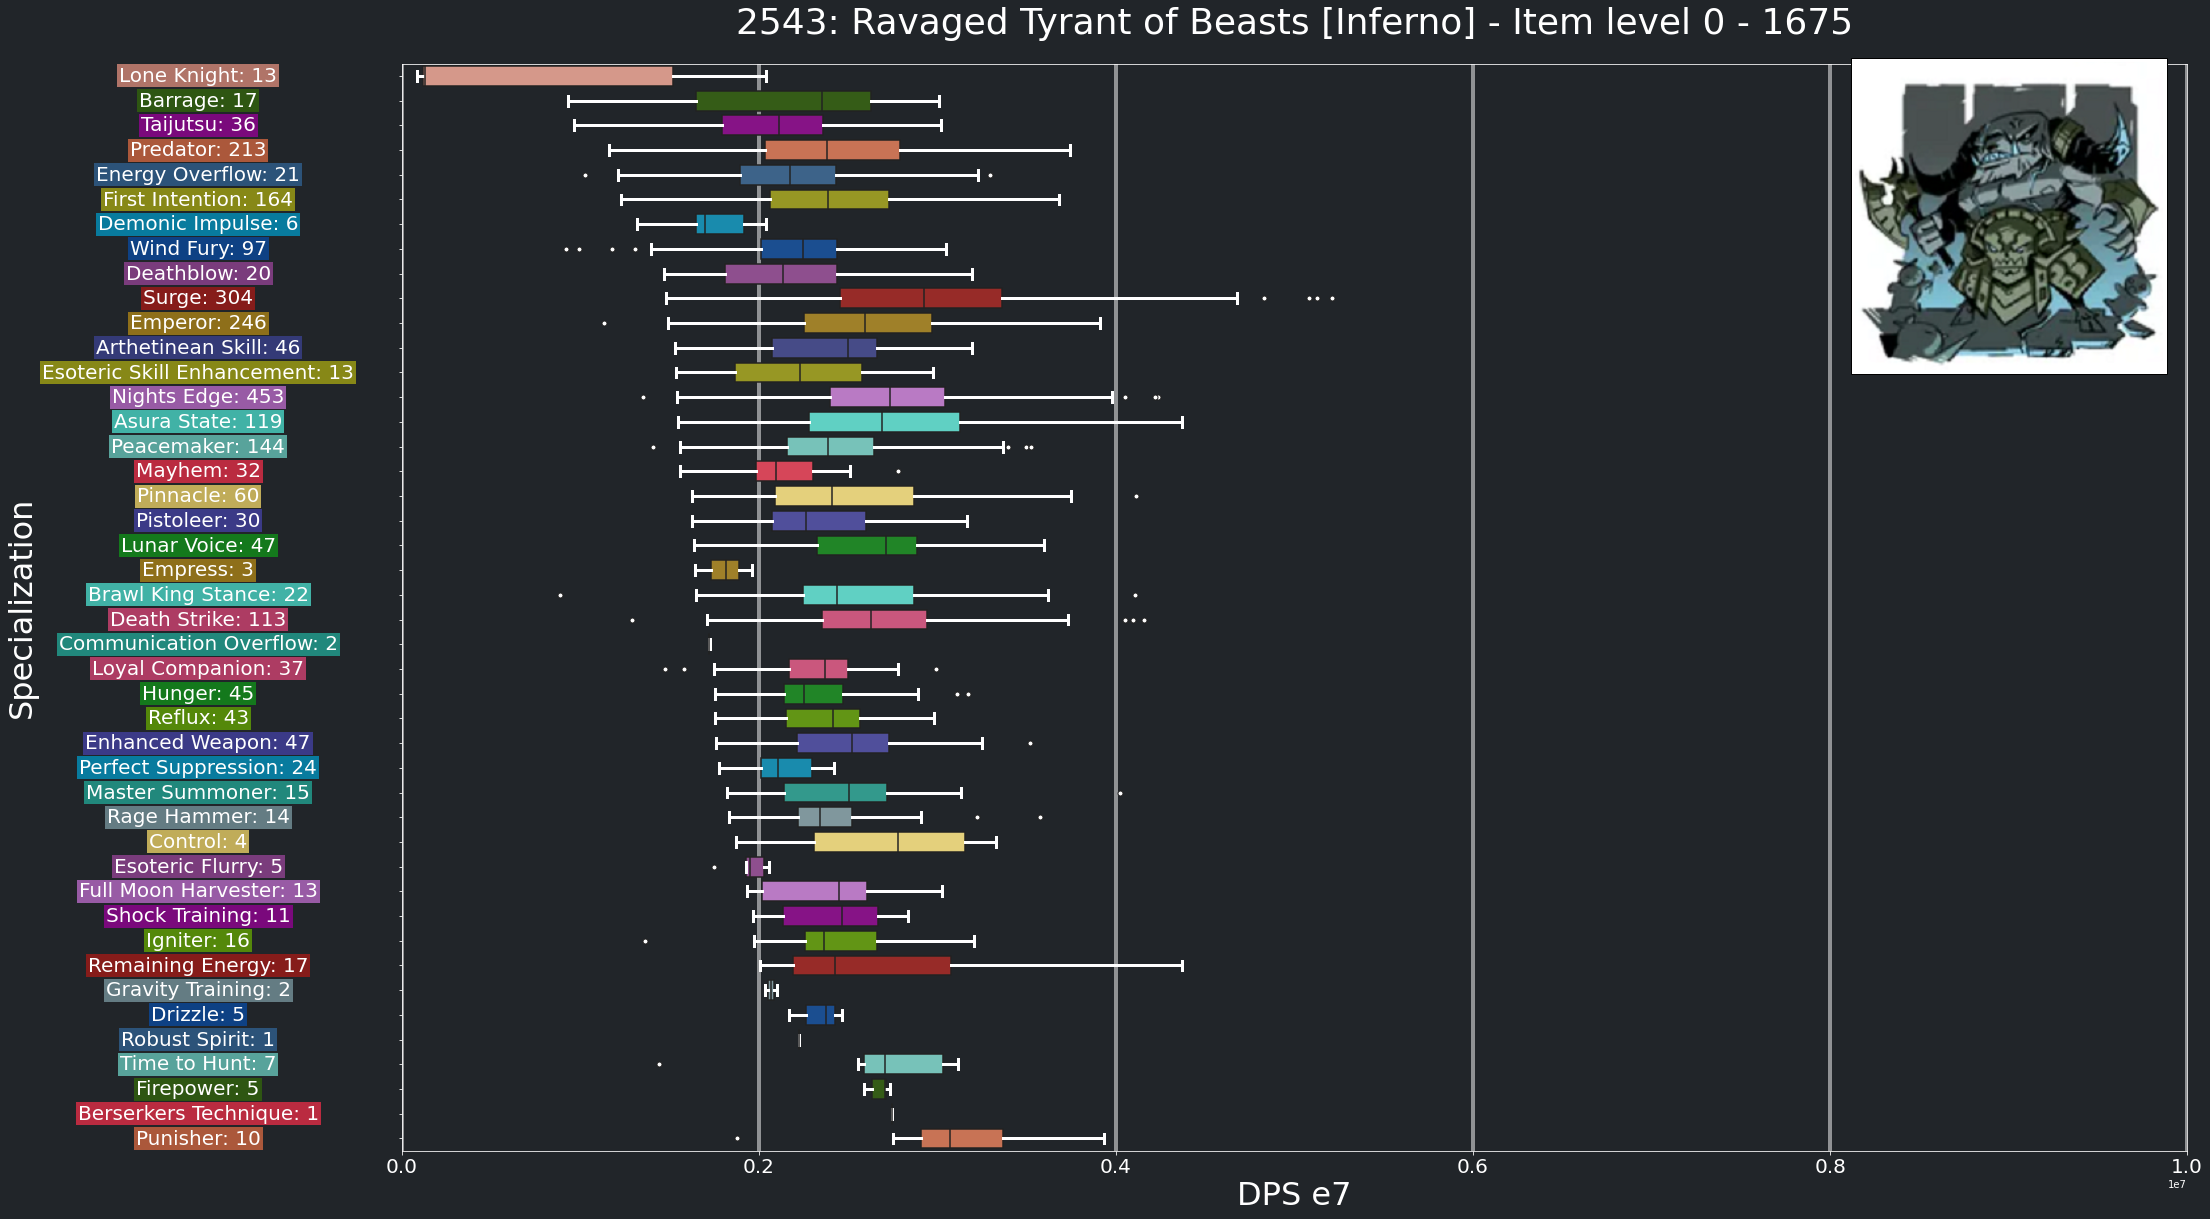 2543: Ravaged Tyrant of Beasts [Inferno] - Item level 0 - 1675
Specialization
Lone Knight: 13
Barrage: 17
Taijutsu: 36
Predator: 213
Energy Overflow: 21
First Intention: 164
Demonic Impulse: 6
Wind Fury: 97
Deathblow: 20
Surge: 304
Emperor: 246
Arthetinean Skill: 46
Esoteric Skill Enhancement: 13
Nights Edge: 453
Asura State: 119
Peacemaker: 144
Mayhem: 32
Pinnacle: 60
Pistoleer: 30
Lunar Voice: 47
Empress: 3
Brawl King Stance: 22
Death Strike: 113
Communication Overflow: 2
Loyal Companion: 37
Hunger: 45
Reflux: 43
Enhanced Weapon: 47
Perfect Suppression: 24
Master Summoner: 15
Rage Hammer: 14
Control: 4
Esoteric Flurry: 5
Full Moon Harvester: 13
Shock Training: 11
Igniter: 16
Remaining Energy: 17
Gravity Training: 2
Drizzle: 5
Robust Spirit: 1
Time to Hunt: 7
Firepower: 5
Berserkers Technique: 1
Punisher: 10
0.0 0.2 0.4 0.6 0.8 1.0
1e7
DPS e7